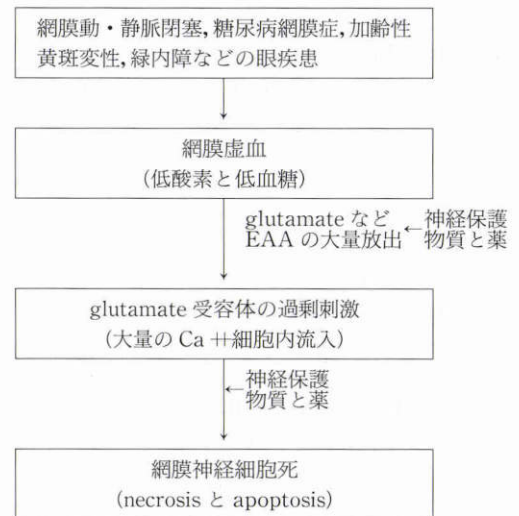 網膜動・静脈閉塞, 糖尿病網膜症, 加齢性
黄斑変性, 緑内障などの眼疾患
網膜虚血
(低酸素と低血糖)
glutamate など
EAA の大量放出
←神経保護
物質と薬
glutamate 受容体の過剰刺激
(大量の Ca ⧺細胞内流入)
←神経保護
物質と薬
網膜神経細胞死
(necrosis と apoptosis)